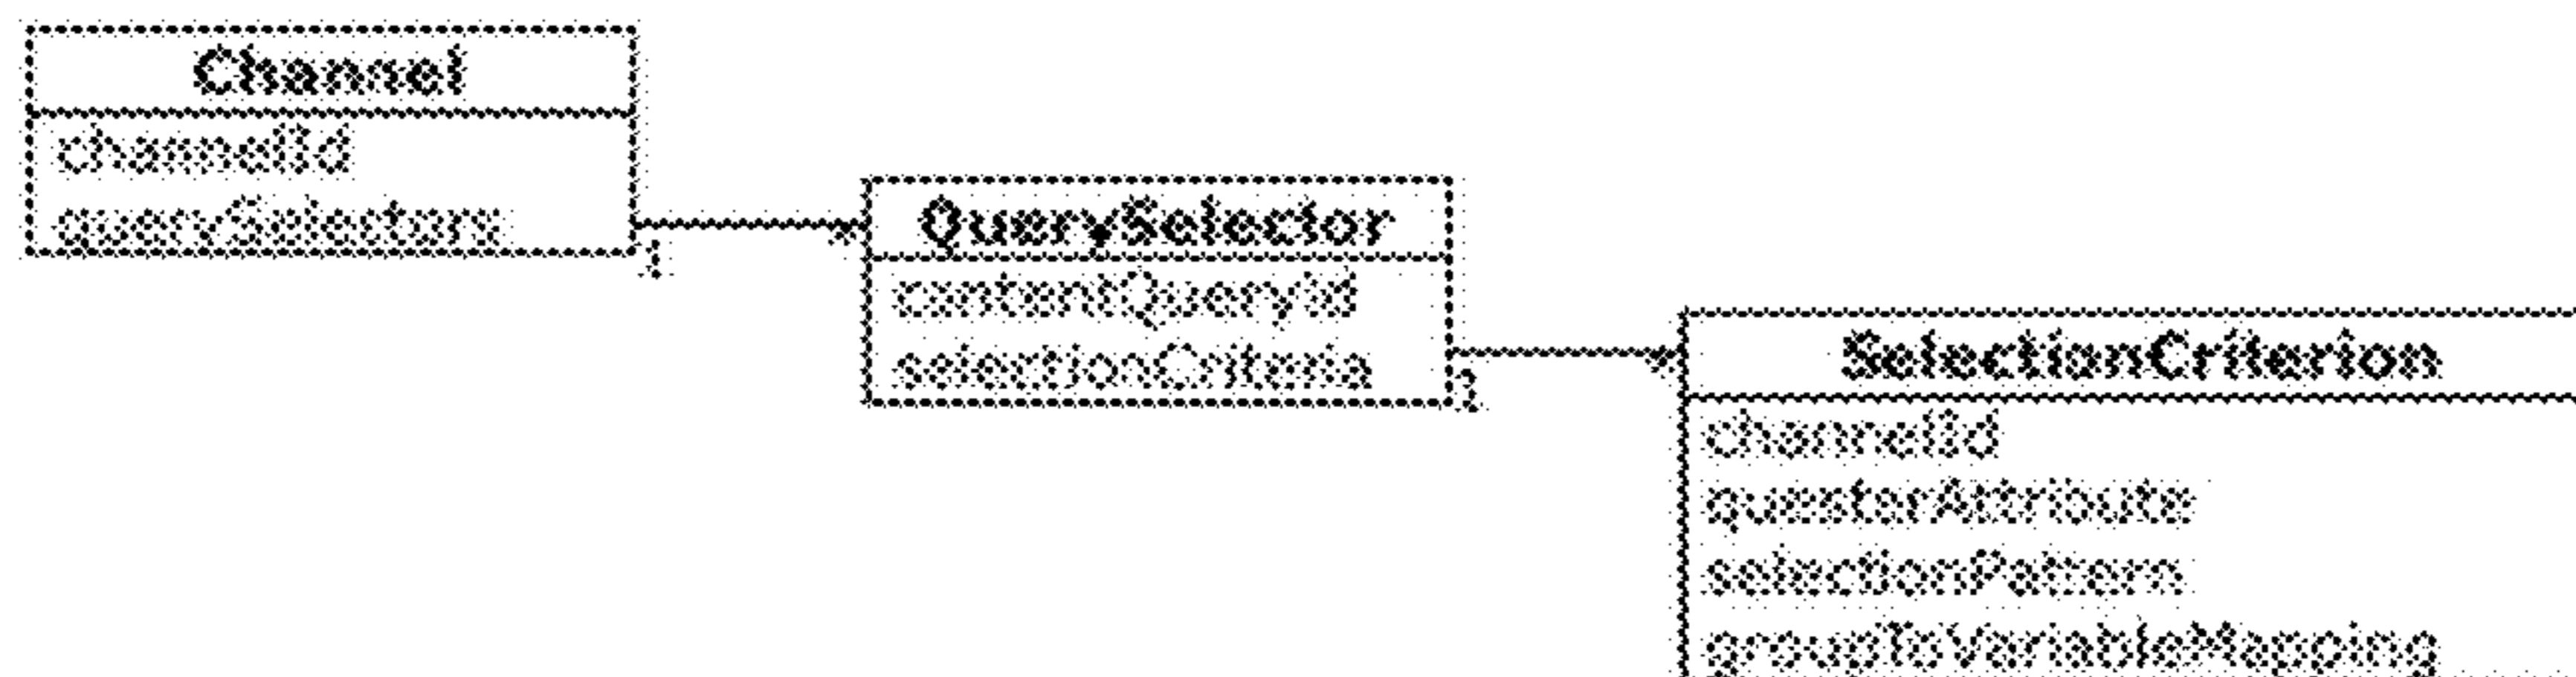 Channel
channelId
querySelectors
1
*
QuerySelector
contentQueryId
selectionCriteria
1
*
SelectionCriterion
channelId
questerAttribute
selectionPattern
groupToVariableMapping